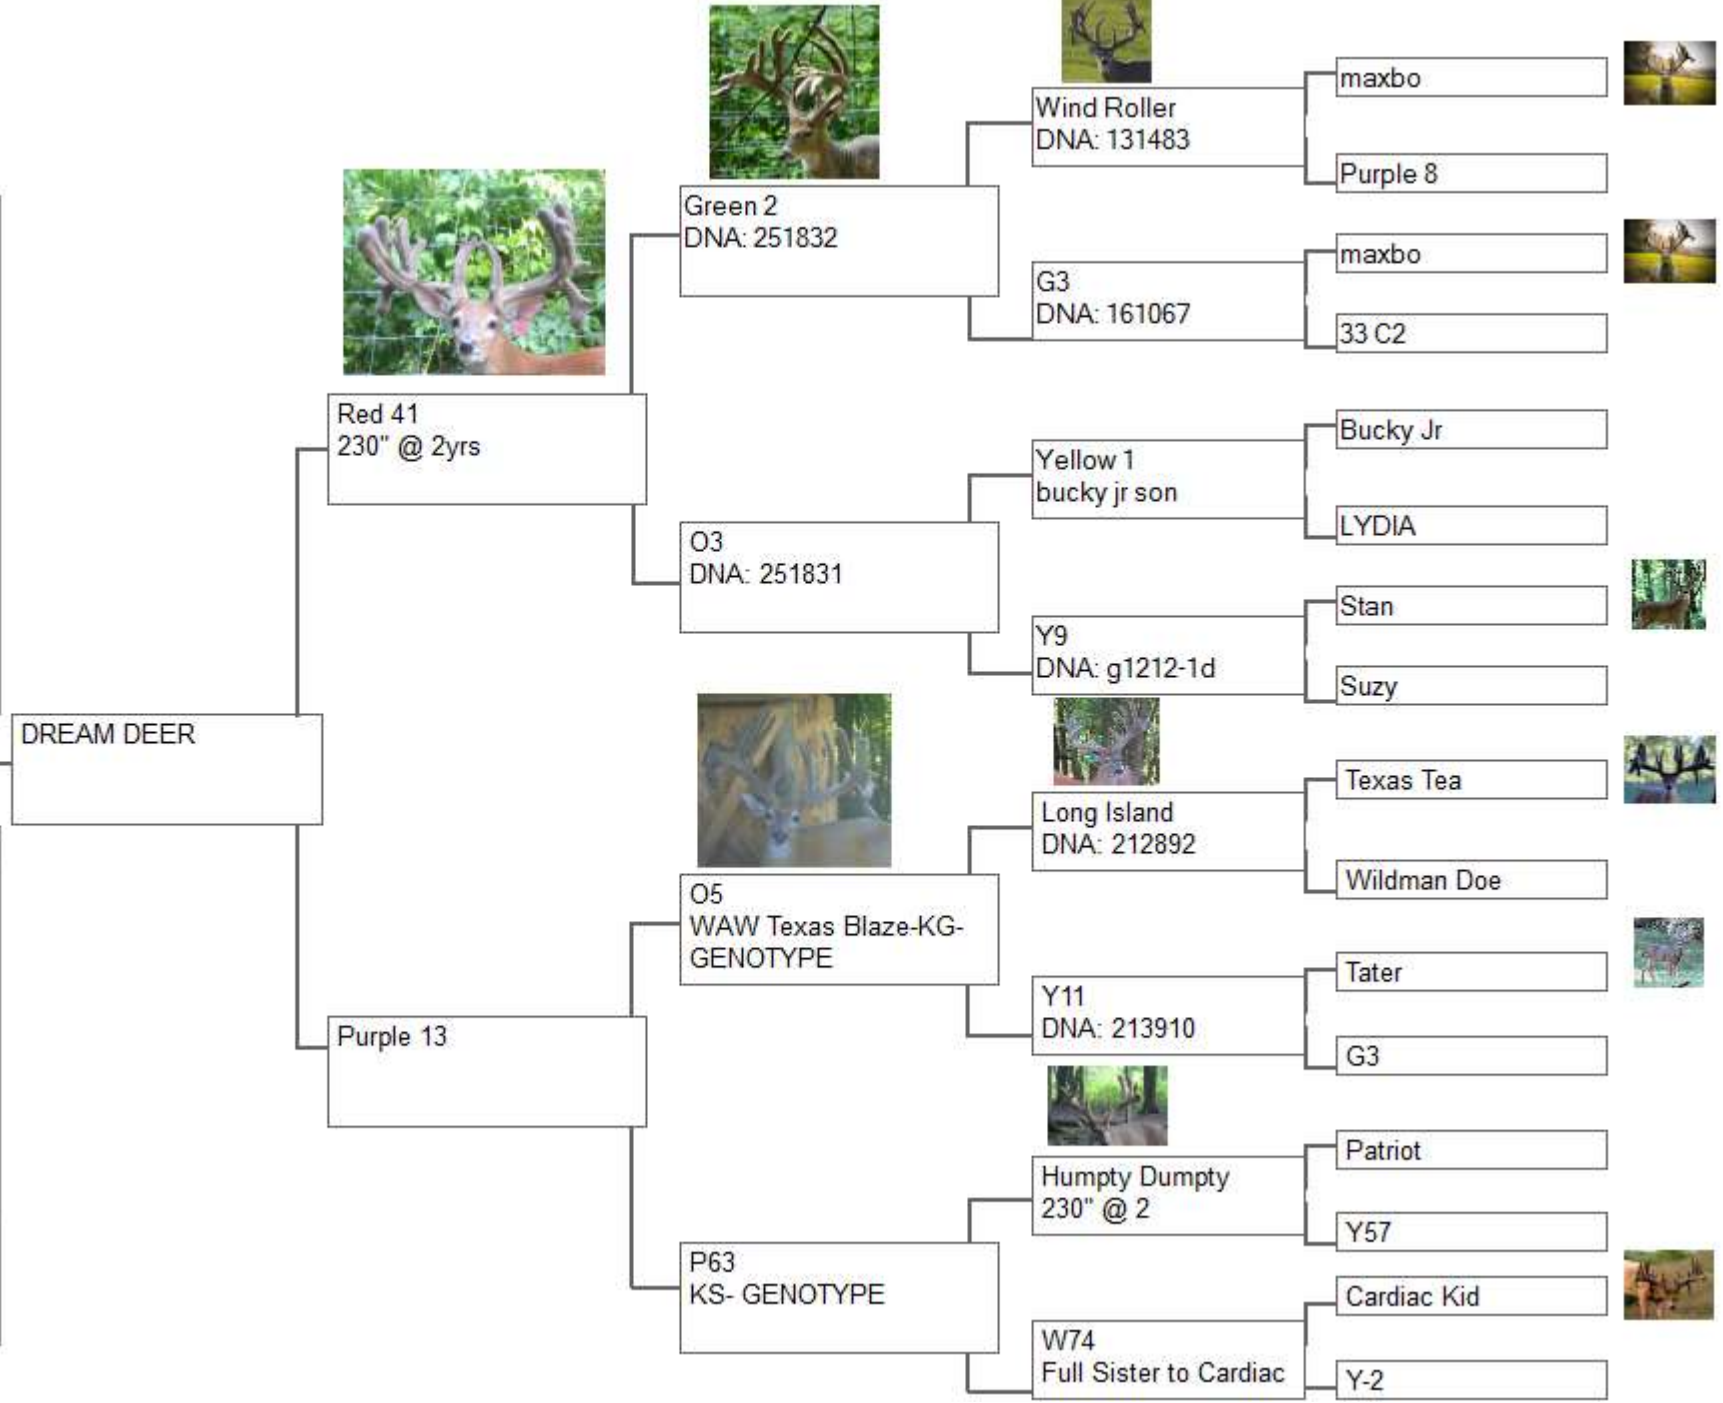 maxbo
Wind Roller
DNA: 131483
Purple 8
Green 2
DNA: 251832
maxbo
G3
DNA: 161067
33 C2
Red 41
230" @ 2yrs
Bucky Jr
Yellow 1
bucky jr son
LYDIA
O3
DNA: 251831
Stan
Y9
DNA: g1212-1d
Suzy
DREAM DEER
Texas Tea
Long Island
DNA: 212892
Wildman Doe
O5
WAW Texas Blaze-KG-
GENOTYPE
Tater
Y11
DNA: 213910
G3
Purple 13
Patriot
Humpty Dumpty
230" @ 2
Y57
P63
KS- GENOTYPE
Cardiac Kid
W74
Full Sister to Cardiac
Y-2